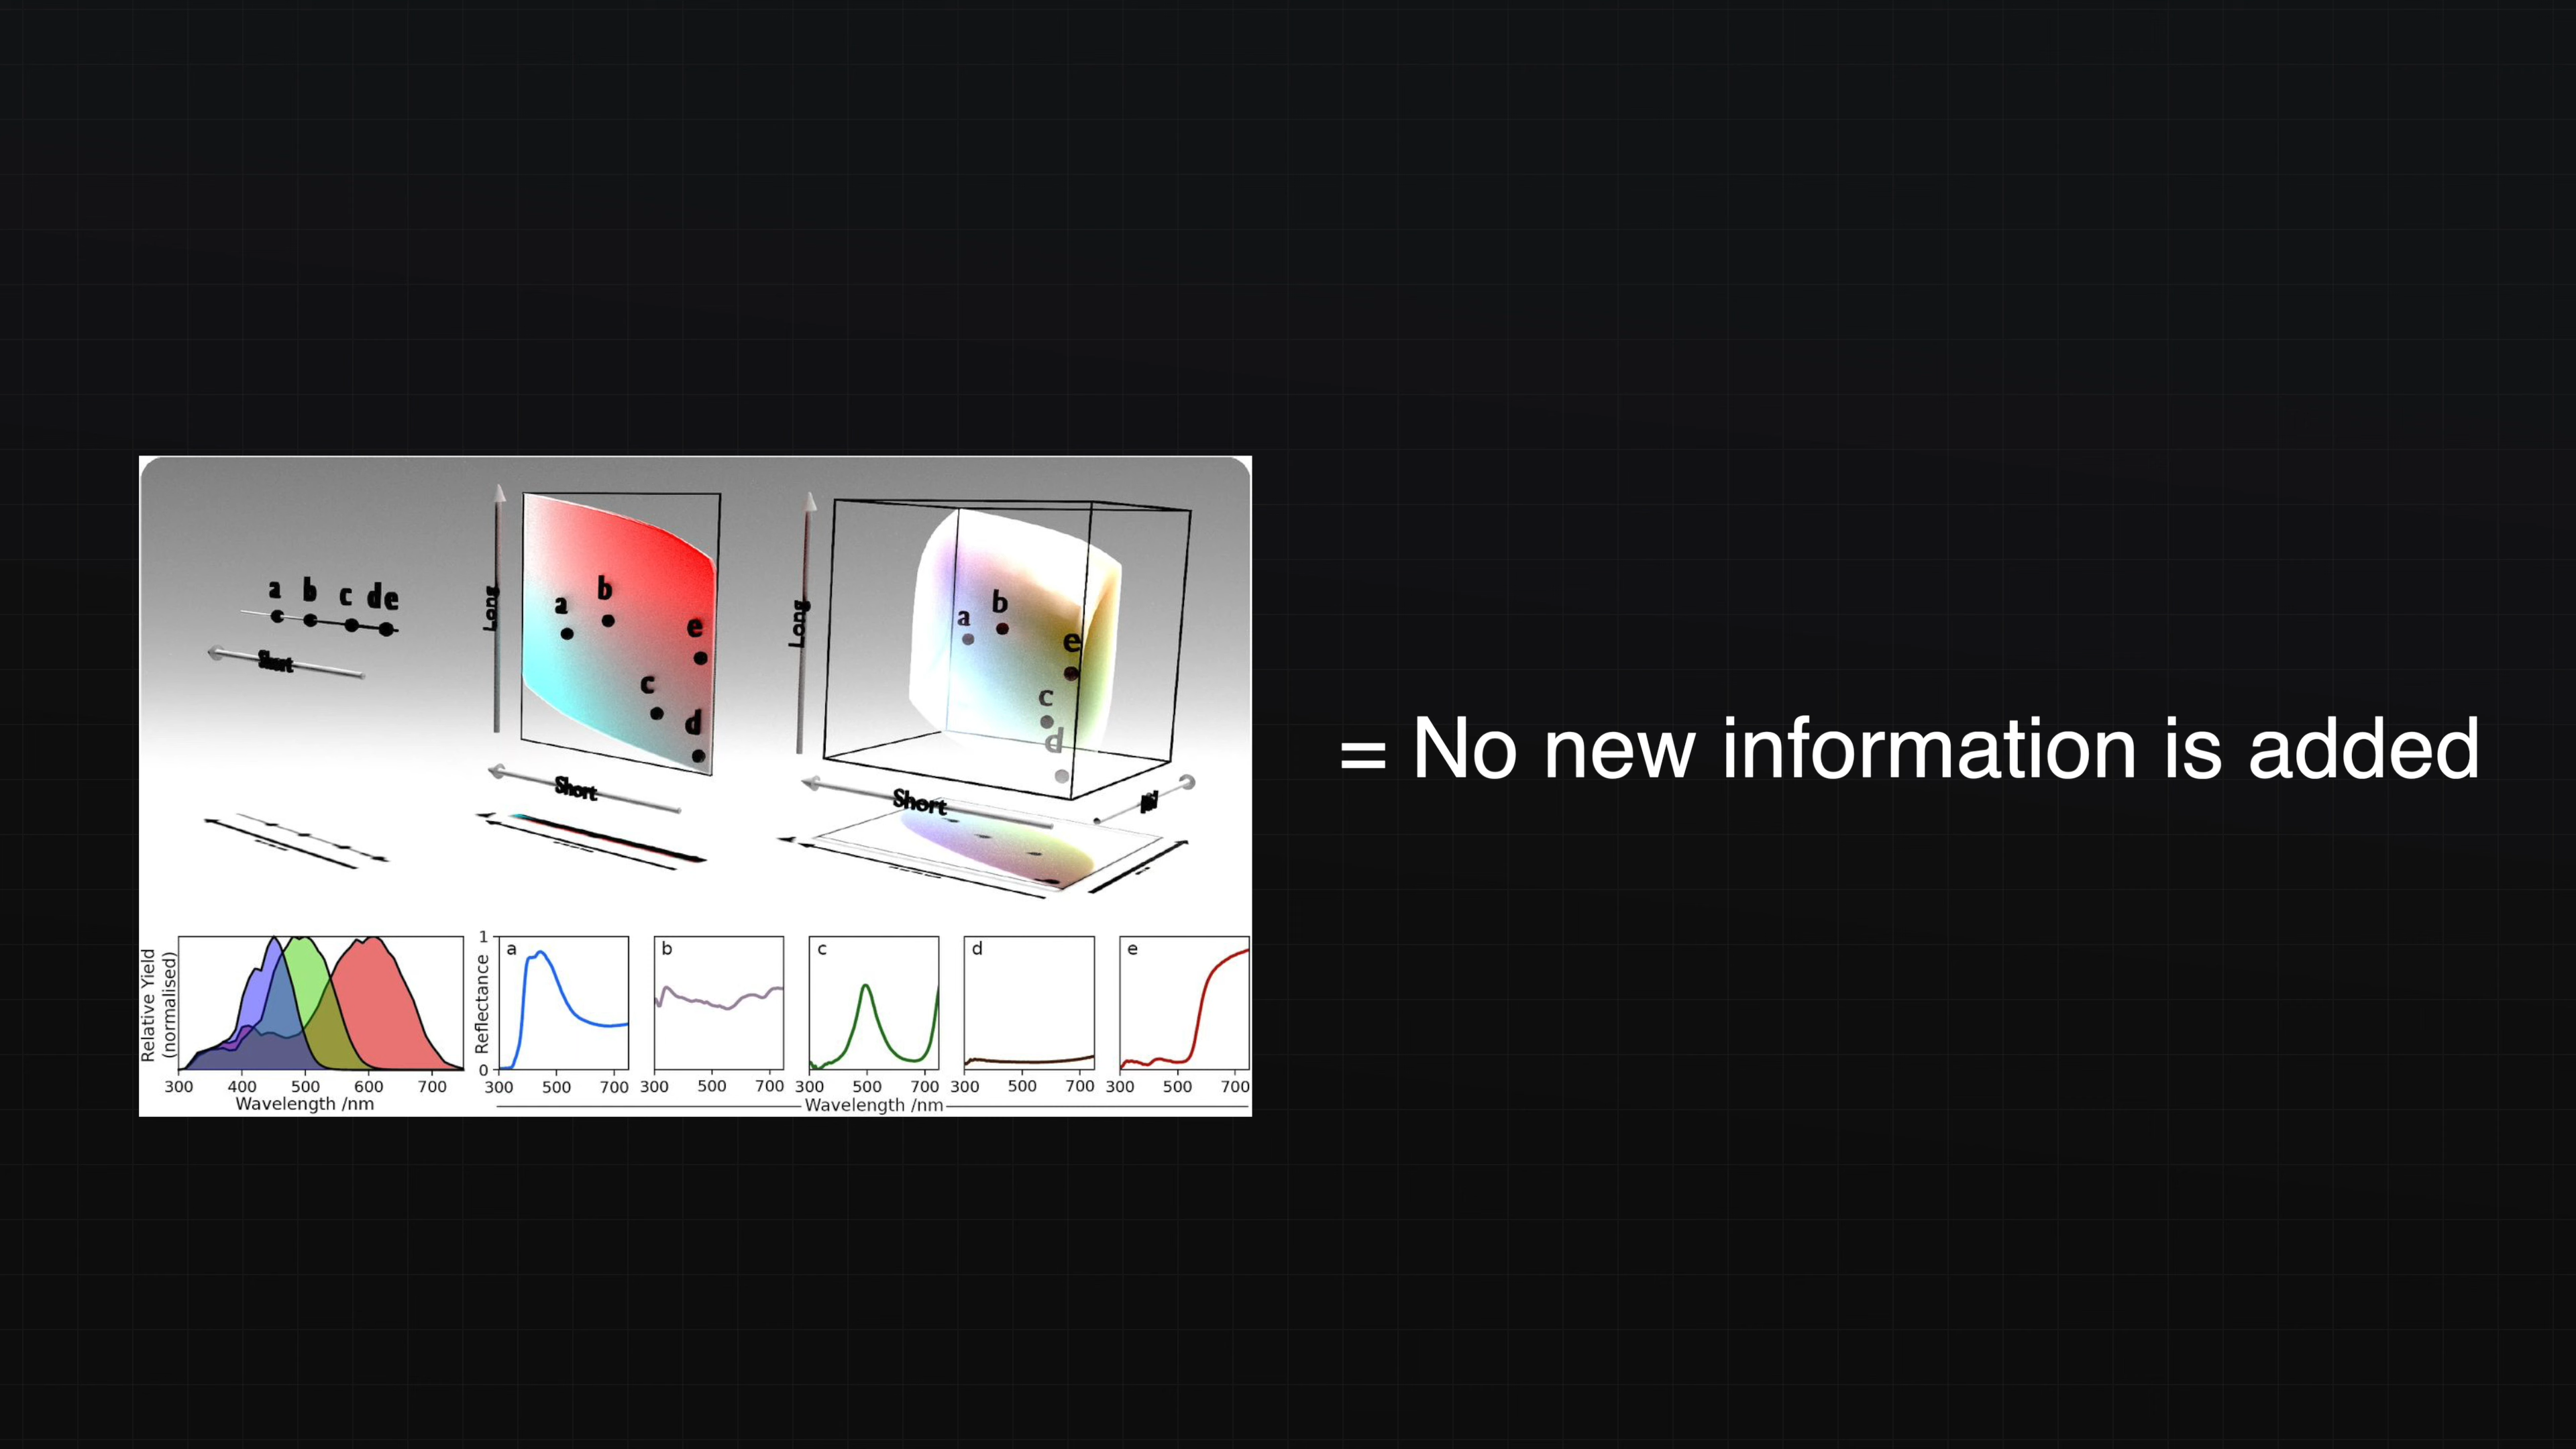 a b c de
Short
Long
a
b
e
c
d
Short
Long
a
b
e
c
d
Short
= No new information is added
Relative Yield
(normalised)
300 400 500 600 700
Wavelength /nm
Reflectance
1
0
a
300 500 700
b
300 500 700
c
300 500 700
d
300 500 700
e
300 500 700
Wavelength /nm